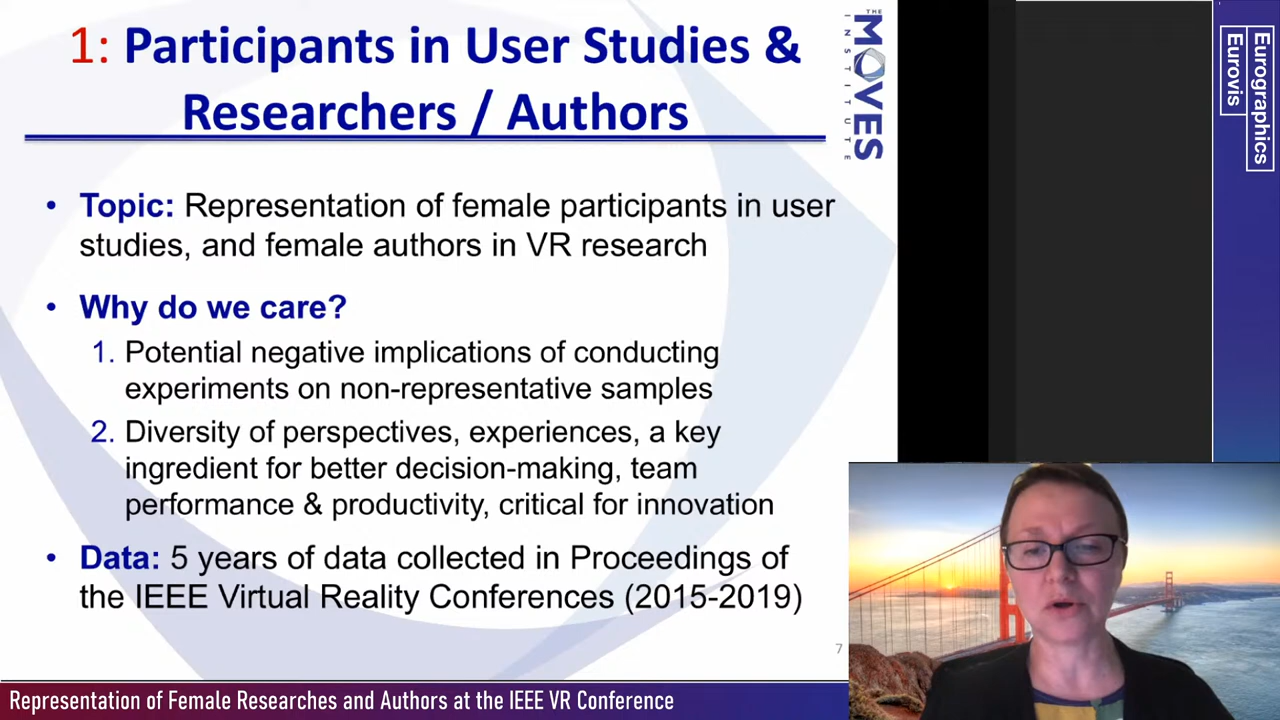 1: Participants in User Studies &
Researchers / Authors
THE
MOVES
INSTITUTE
Eurographics
Eurovis
• Topic: Representation of female participants in user
studies, and female authors in VR research
• Why do we care?
1. Potential negative implications of conducting
experiments on non-representative samples
2. Diversity of perspectives, experiences, a key
ingredient for better decision-making, team
performance & productivity, critical for innovation
• Data: 5 years of data collected in Proceedings of
the IEEE Virtual Reality Conferences (2015-2019)
7
Representation of Female Researches and Authors at the IEEE VR Conference